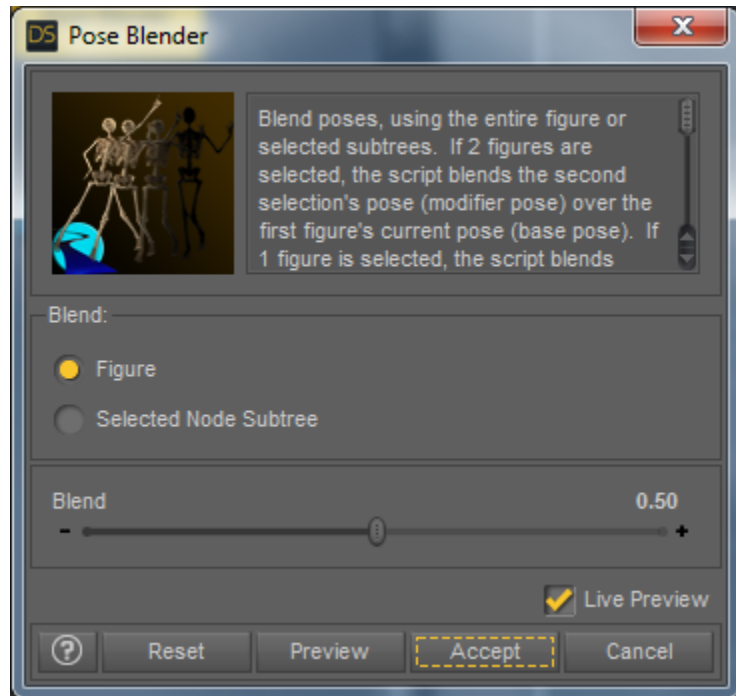 DS Pose Blender
X
Blend poses, using the entire figure or
selected subtrees. If 2 figures are
selected, the script blends the second
selection's pose (modifier pose) over the
first figure's current pose (base pose). If
1 figure is selected, the script blends
Blend:
Figure
Selected Node Subtree
Blend 0.50
- +
Live Preview
? Reset Preview Accept Cancel